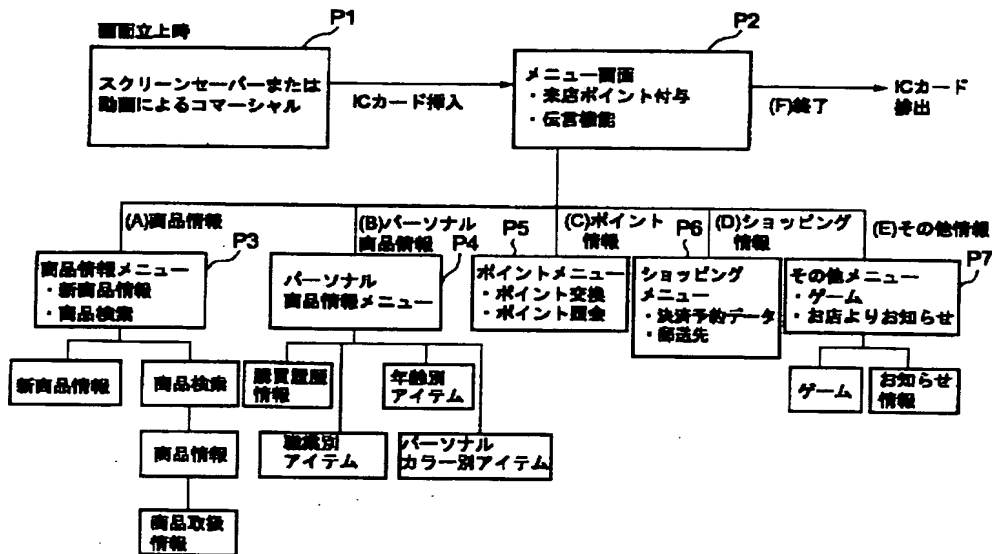 画面立上時
P1
スクリーンセーバーまたは
動画によるコマーシャル
ICカード挿入
P2
メニュー画面
・来店ポイント付与
・伝言機能
(F)終了
ICカード
排出
(A)商品情報
(B)パーソナル
商品情報
(C)ポイント
情報
(D)ショッピング
情報
(E)その他情報
P3
商品情報メニュー
・新商品情報
・商品検索
P4
パーソナル
商品情報メニュー
P5
ポイントメニュー
・ポイント交換
・ポイント照会
P6
ショッピング
メニュー
・決済予約データ
・郵送先
P7
その他メニュー
・ゲーム
・お店よりお知らせ
新商品情報
商品検索
購買履歴
情報
年齢別
アイテム
ゲーム
お知らせ
情報
商品情報
職業別
アイテム
パーソナル
カラー別アイテム
商品取扱
情報